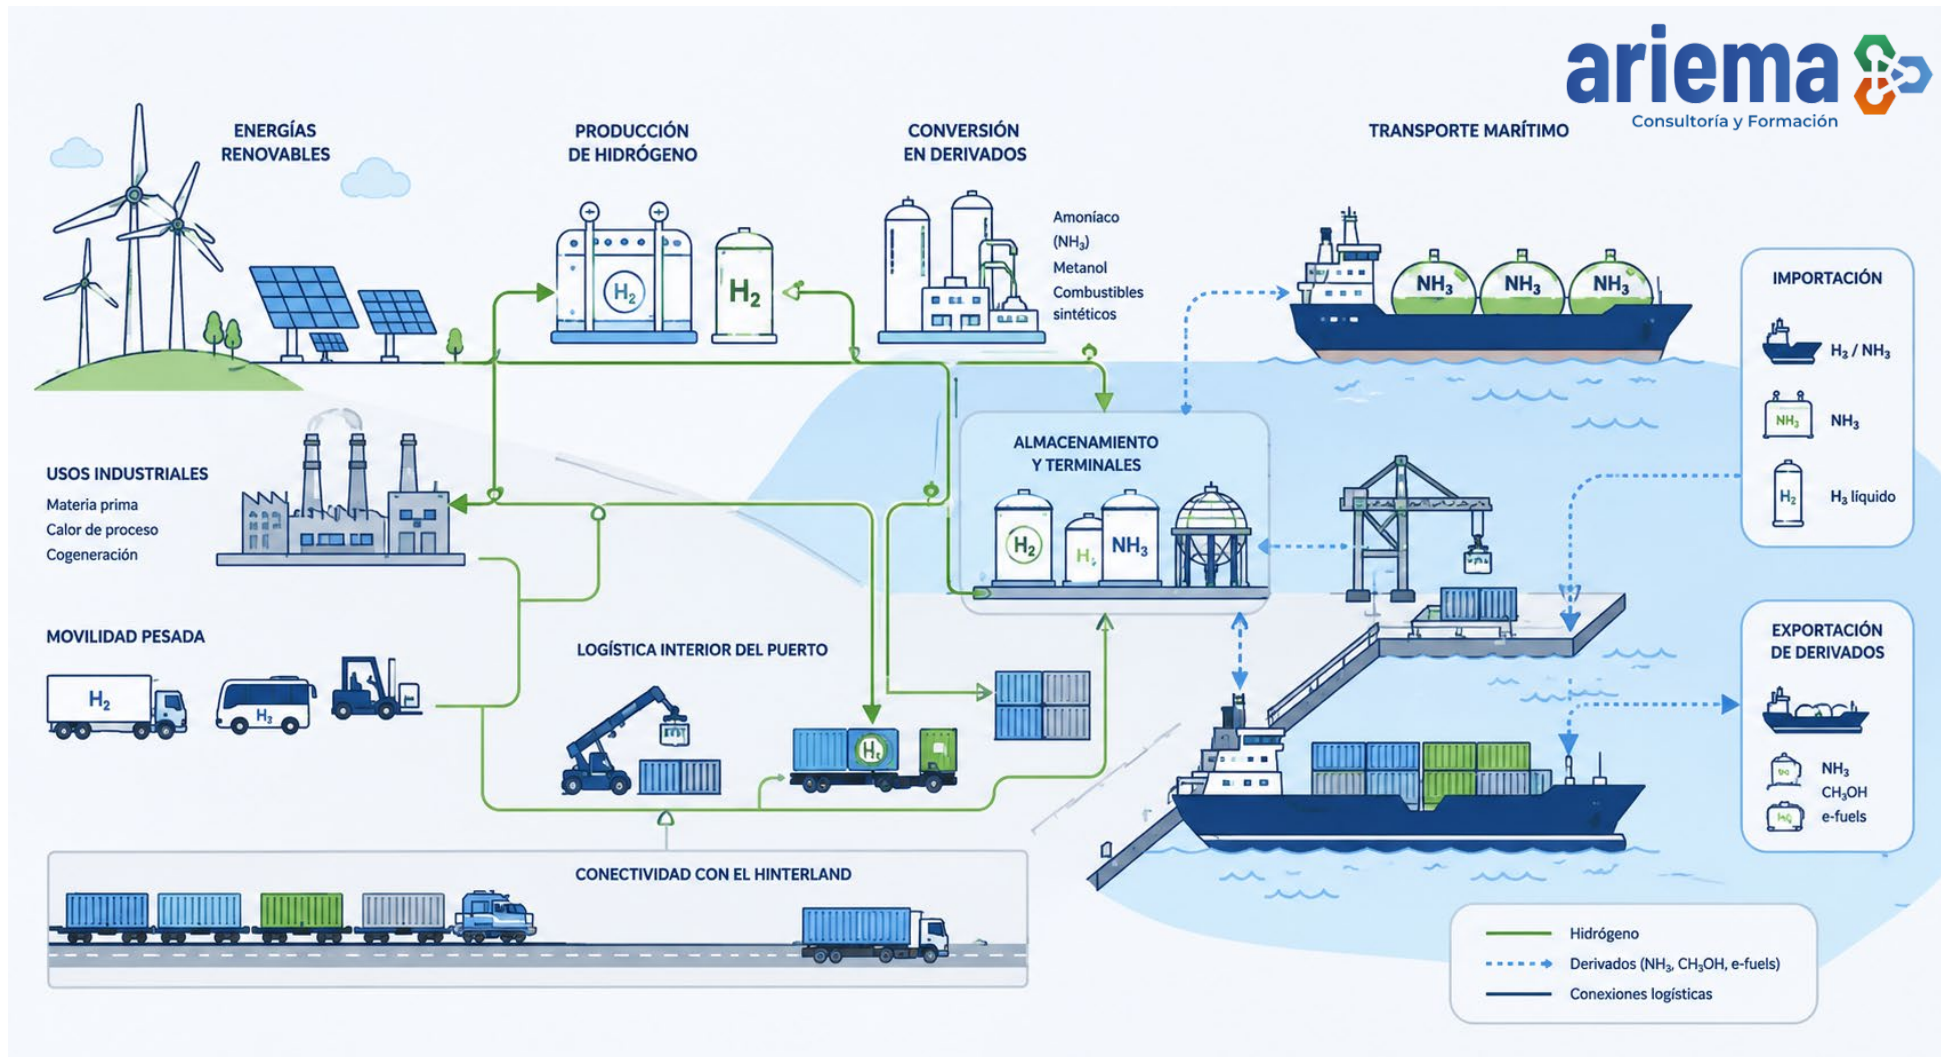 ariema
Consultoría y Formación
ENERGÍAS
RENOVABLES
PRODUCCIÓN
DE HIDRÓGENO
CONVERSIÓN
EN DERIVADOS
TRANSPORTE MARÍTIMO
H₂
H₂
Amoníaco
(NH₃)
Metanol
Combustibles
sintéticos
NH₃
NH₃
NH₃
IMPORTACIÓN
H₂ / NH₃
NH₃
NH₃
H₂
H₃ líquido
USOS INDUSTRIALES
Materia prima
Calor de proceso
Cogeneración
ALMACENAMIENTO
Y TERMINALES
H₂
H
NH₃
MOVILIDAD PESADA
H₂
H₃
LOGÍSTICA INTERIOR DEL PUERTO
H
EXPORTACIÓN
DE DERIVADOS
NH₃
CH₃OH
e-fuels
CONECTIVIDAD CON EL HINTERLAND
Hidrógeno
Derivados (NH₃, CH₃OH, e-fuels)
Conexiones logísticas